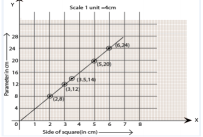 Scale 1 unit =4cm
Y
28
24
20
16
12
8
4
(6,24)
(5,20)
(3.5,14)
(3,12)
(2,8)
Parameter(in cm)
0 1 2 3 4 5 6 7 8
X
Side of square(in cm)